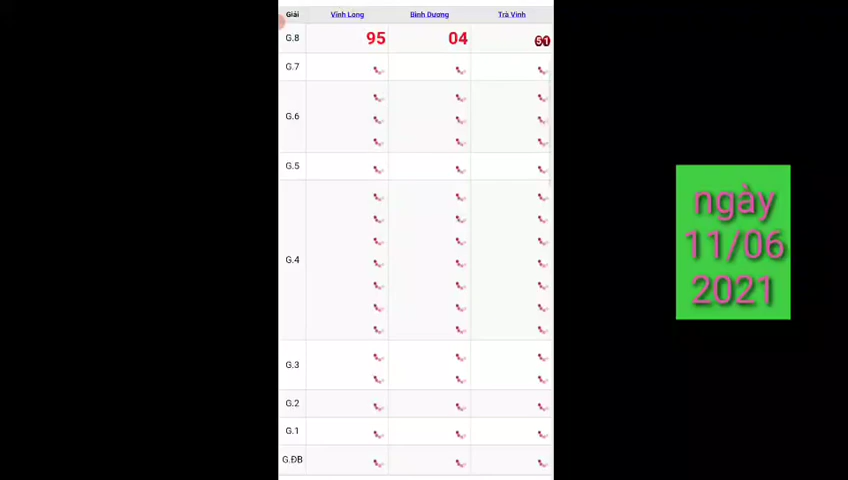 Giải Vĩnh Long Bình Dương Trà Vinh
G.8 95 04 51
G.7
G.6
G.5
G.4
G.3
G.2
G.1
G.ĐB
ngày
11/06
2021